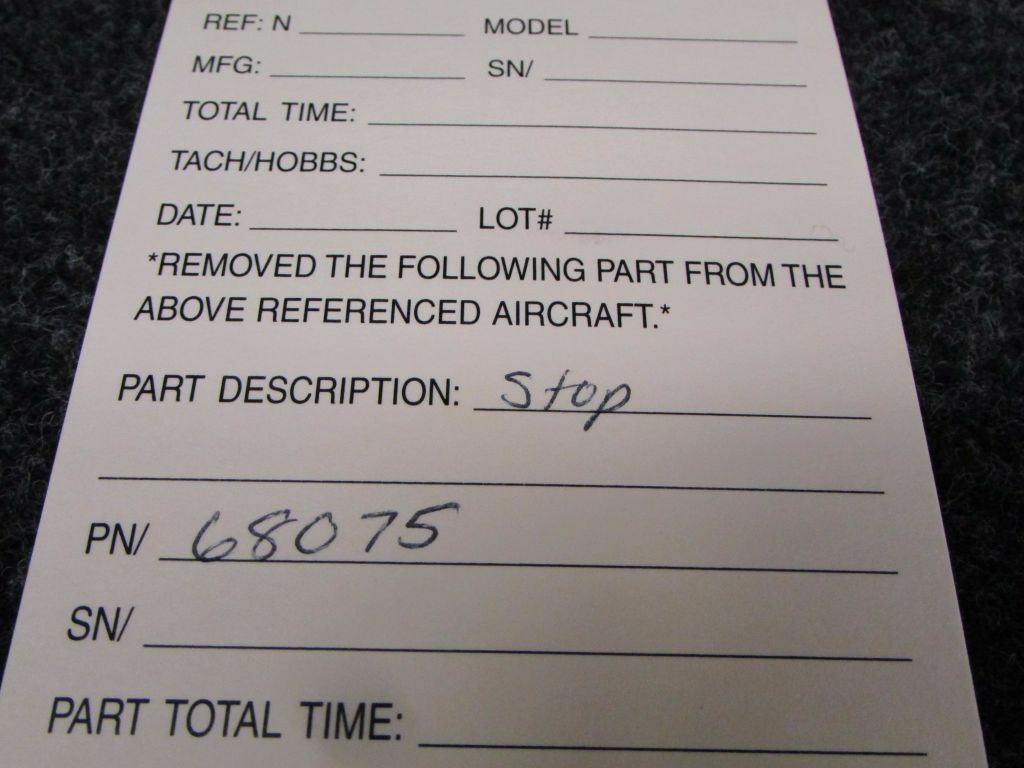 REF: N MODEL
MFG: SN/
TOTAL TIME:
TACH/HOBBS:
DATE: LOT#
*REMOVED THE FOLLOWING PART FROM THE
ABOVE REFERENCED AIRCRAFT.*
PART DESCRIPTION: Stop
PN/ 68075
SN/
PART TOTAL TIME: